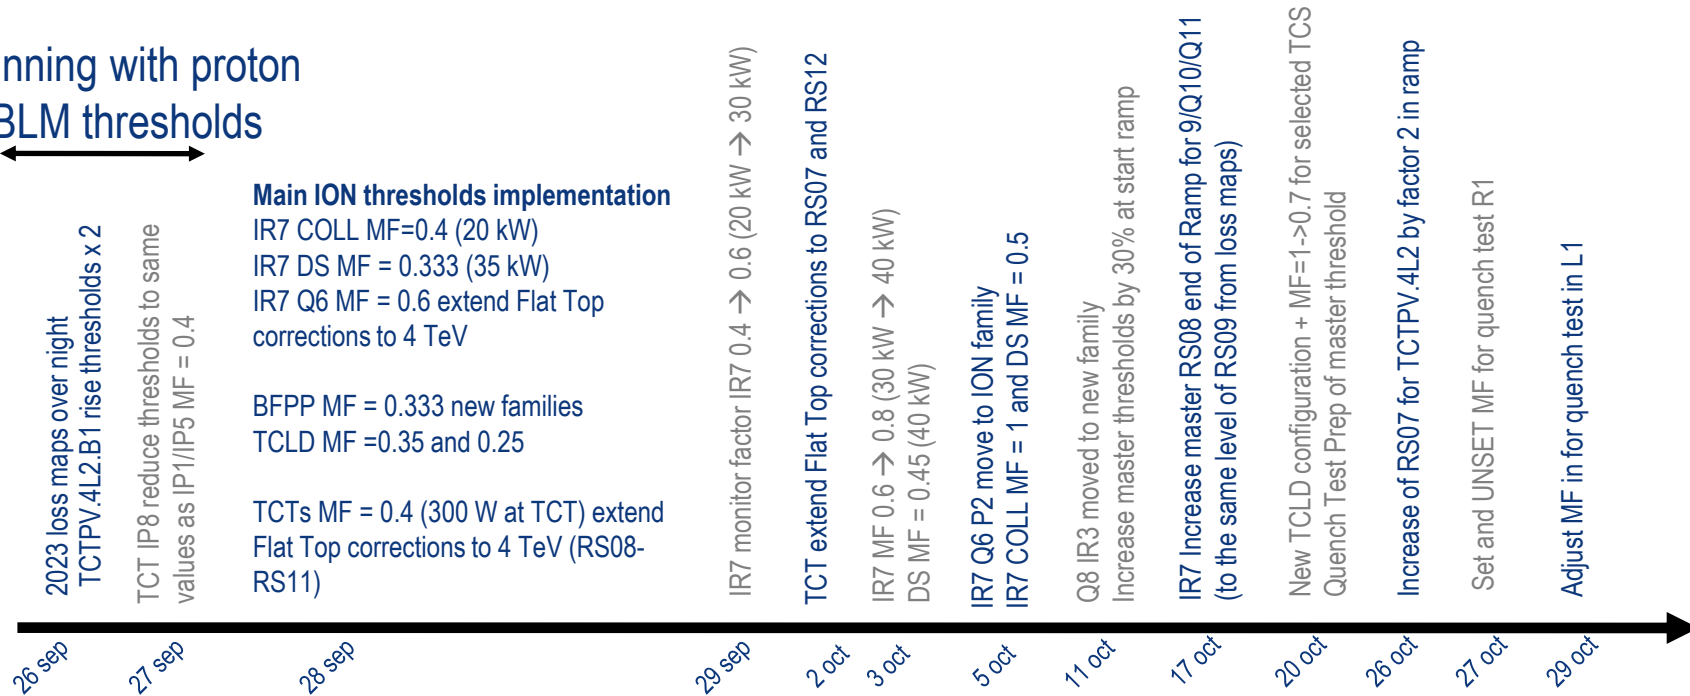 nning with proton
BLM thresholds
2023 loss maps over night
TCTPV.4L2.B1 rise thresholds x 2
TCT IP8 reduce thresholds to same
values as IP1/IP5 MF = 0.4
Main ION thresholds implementation
IR7 COLL MF=0.4 (20 kW)
IR7 DS MF = 0.333 (35 kW)
IR7 Q6 MF = 0.6 extend Flat Top
corrections to 4 TeV
BFPP MF = 0.333 new families
TCLD MF =0.35 and 0.25
TCTs MF = 0.4 (300 W at TCT) extend
Flat Top corrections to 4 TeV (RS08-
RS11)
IR7 monitor factor IR7 0.4 → 0.6 (20 kW → 30 kW)
TCT extend Flat Top corrections to RS07 and RS12
IR7 MF 0.6 → 0.8 (30 kW → 40 kW)
DS MF = 0.45 (40 kW)
IR7 Q6 P2 move to ION family
IR7 COLL MF = 1 and DS MF = 0.5
Q8 IR3 moved to new family
Increase master thresholds by 30% at start ramp
IR7 Increase master RS08 end of Ramp for 9/Q10/Q11
(to the same level of RS09 from loss maps)
New TCLD configuration + MF=1->0.7 for selected TCS
Quench Test Prep of master threshold
Increase of RS07 for TCTPV.4L2 by factor 2 in ramp
Set and UNSET MF for quench test R1
Adjust MF in for quench test in L1
26 sep
27 sep
28 sep
29 sep
2 oct
3 oct
5 oct
11 oct
17 oct
20 oct
26 oct
27 oct
29 oct